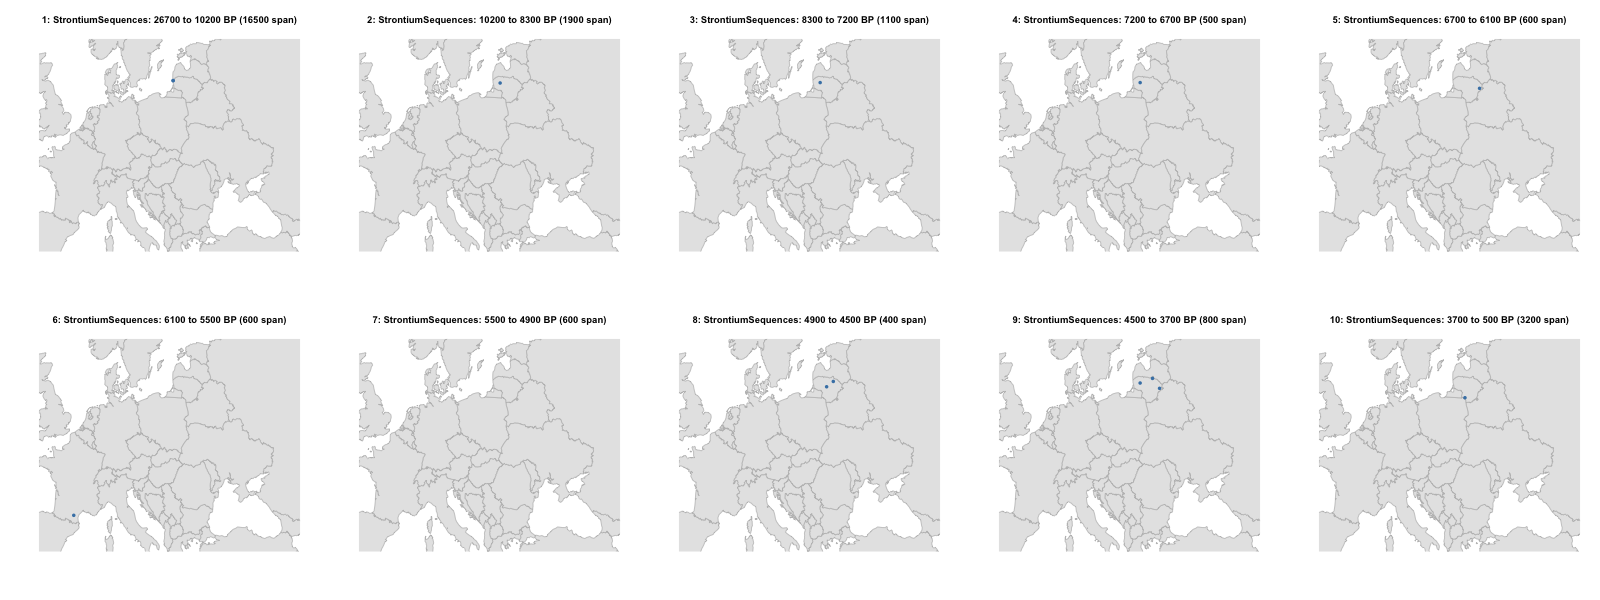 1: StrontiumSequences: 26700 to 10200 BP (16500 span)
2: StrontiumSequences: 10200 to 8300 BP (1900 span)
3: StrontiumSequences: 8300 to 7200 BP (1100 span)
4: StrontiumSequences: 7200 to 6700 BP (500 span)
5: StrontiumSequences: 6700 to 6100 BP (600 span)
6: StrontiumSequences: 6100 to 5500 BP (600 span)
7: StrontiumSequences: 5500 to 4900 BP (600 span)
8: StrontiumSequences: 4900 to 4500 BP (400 span)
9: StrontiumSequences: 4500 to 3700 BP (800 span)
10: StrontiumSequences: 3700 to 500 BP (3200 span)